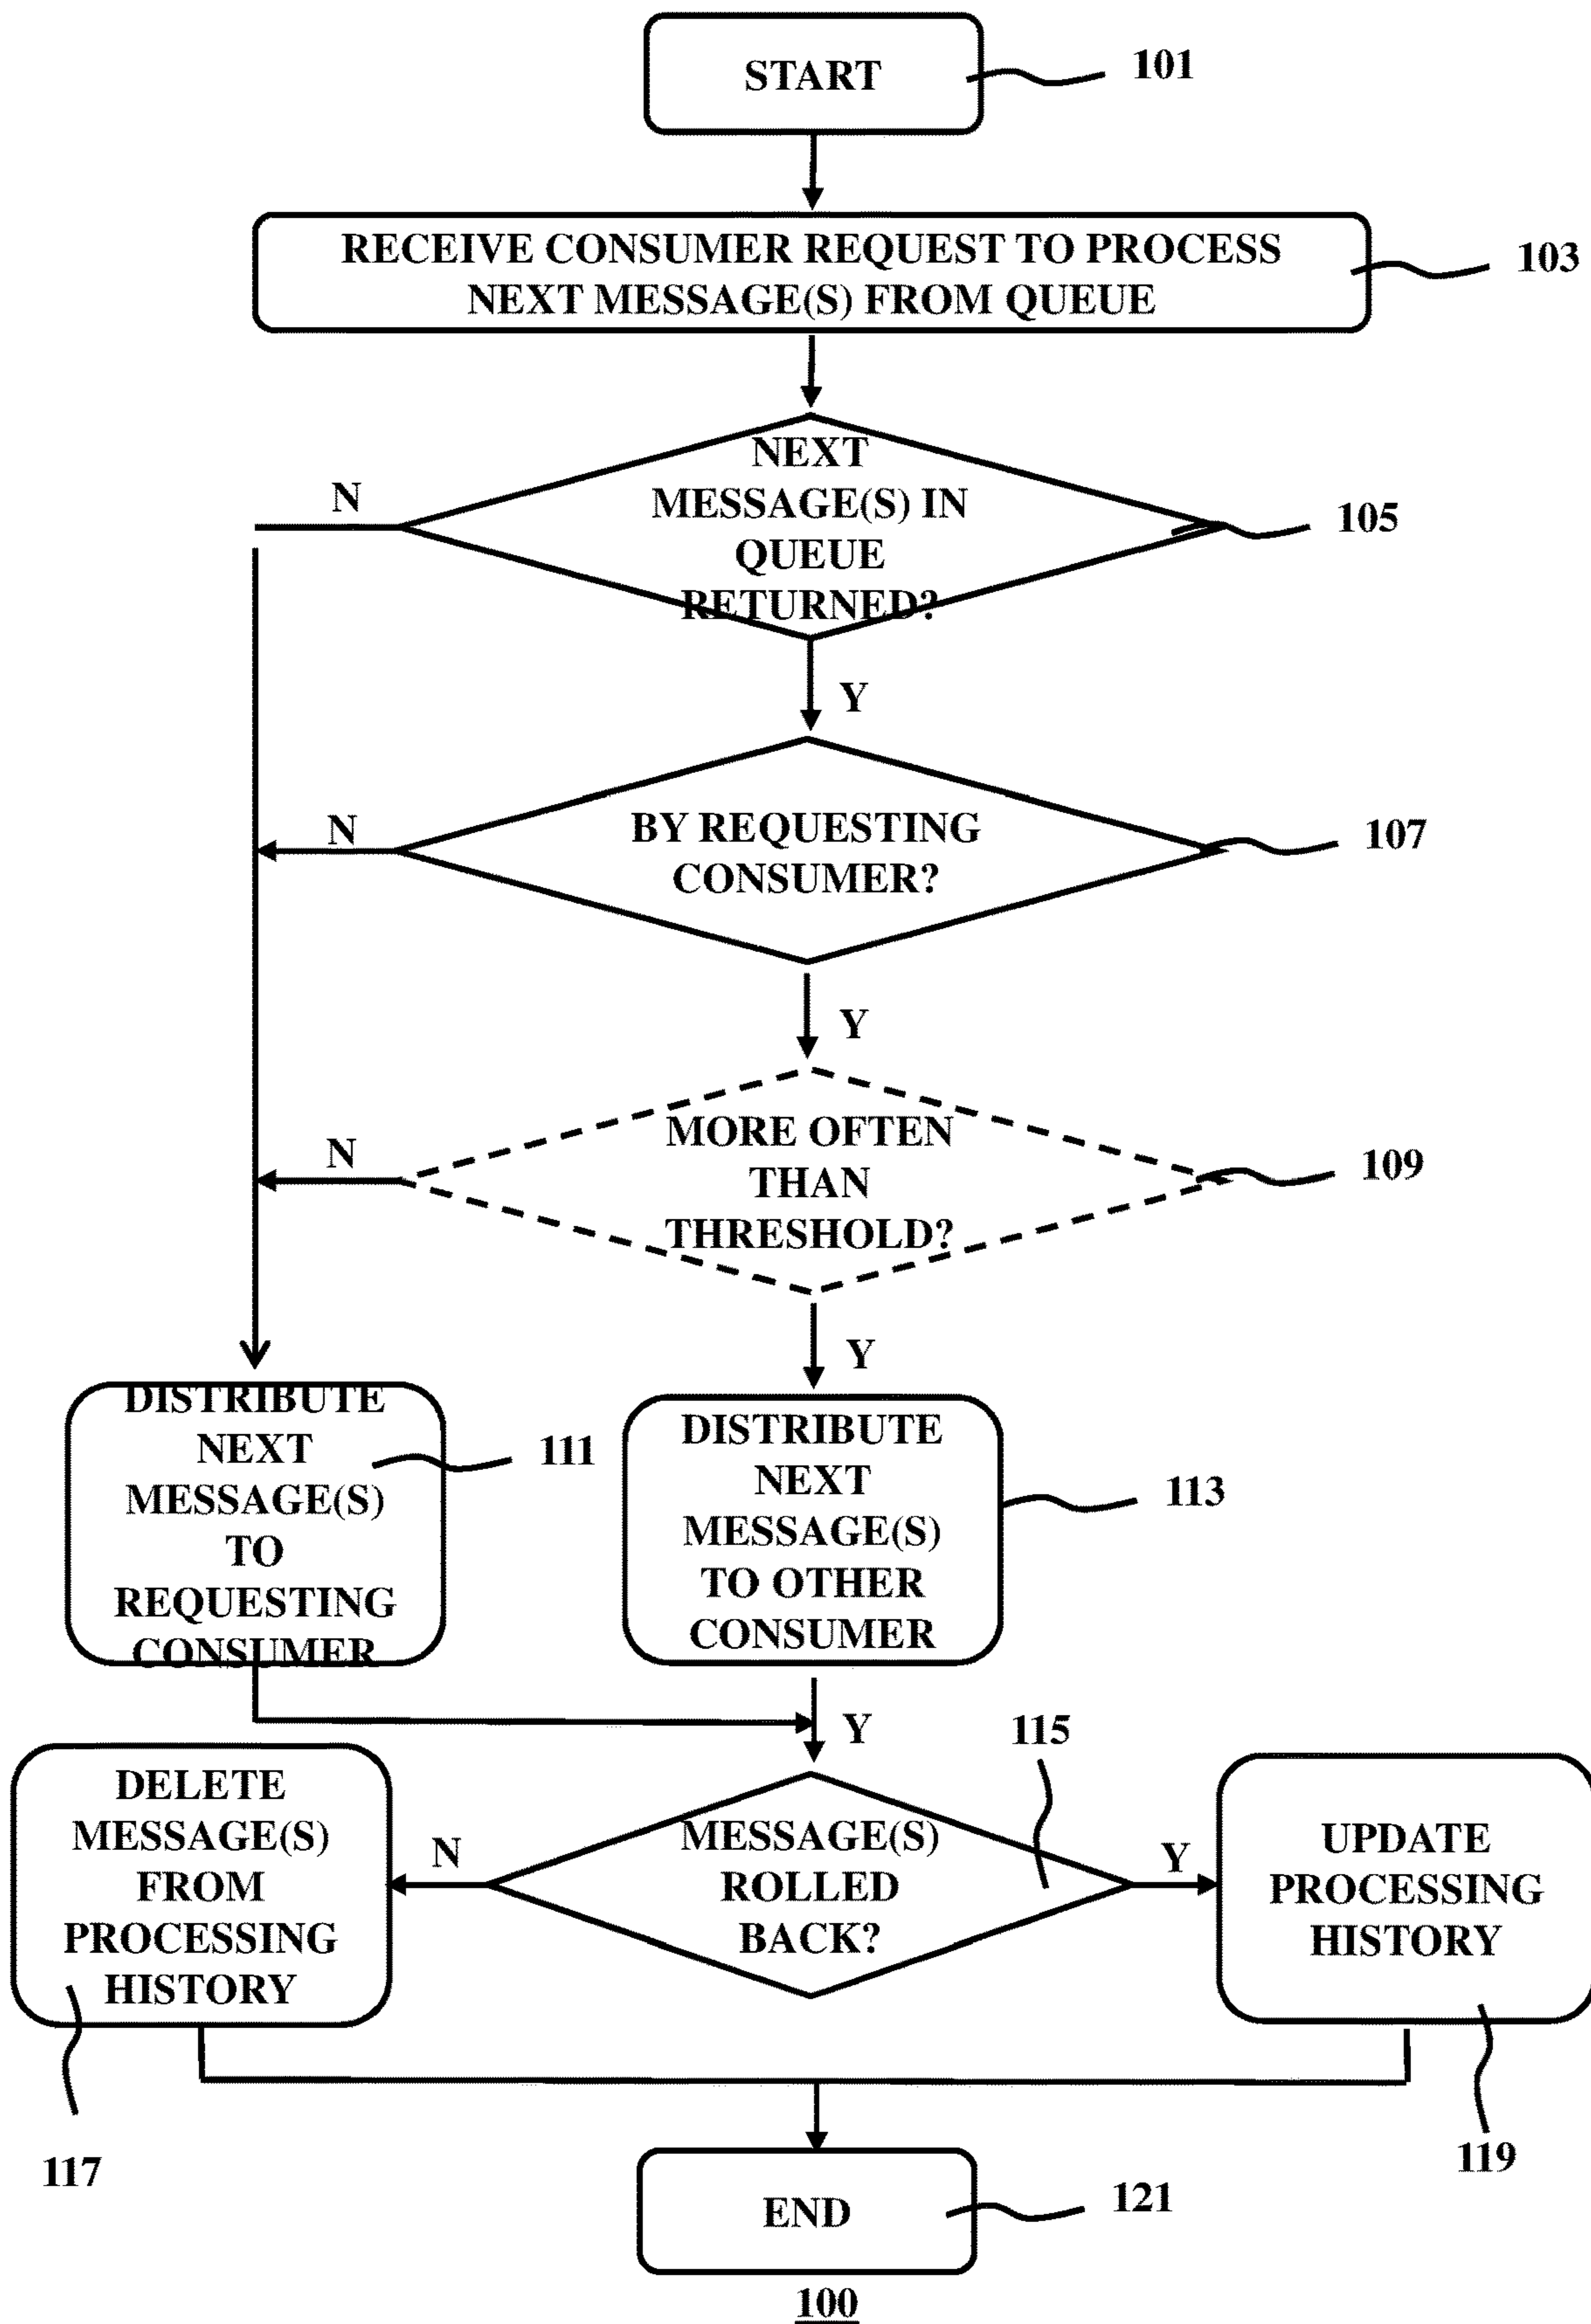 START
101
RECEIVE CONSUMER REQUEST TO PROCESS
NEXT MESSAGE(S) FROM QUEUE
103
NEXT
MESSAGE(S) IN
QUEUE
RETURNED?
N
105
Y
BY REQUESTING
CONSUMER?
N
107
Y
MORE OFTEN
THAN
THRESHOLD?
N
109
Y
DISTRIBUTE
NEXT
MESSAGE(S)
TO
REQUESTING
CONSUMER
111
DISTRIBUTE
NEXT
MESSAGE(S)
TO OTHER
CONSUMER
113
Y
115
DELETE
MESSAGE(S)
FROM
PROCESSING
HISTORY
N
MESSAGE(S)
ROLLED
BACK?
Y
UPDATE
PROCESSING
HISTORY
117
119
END
121
100